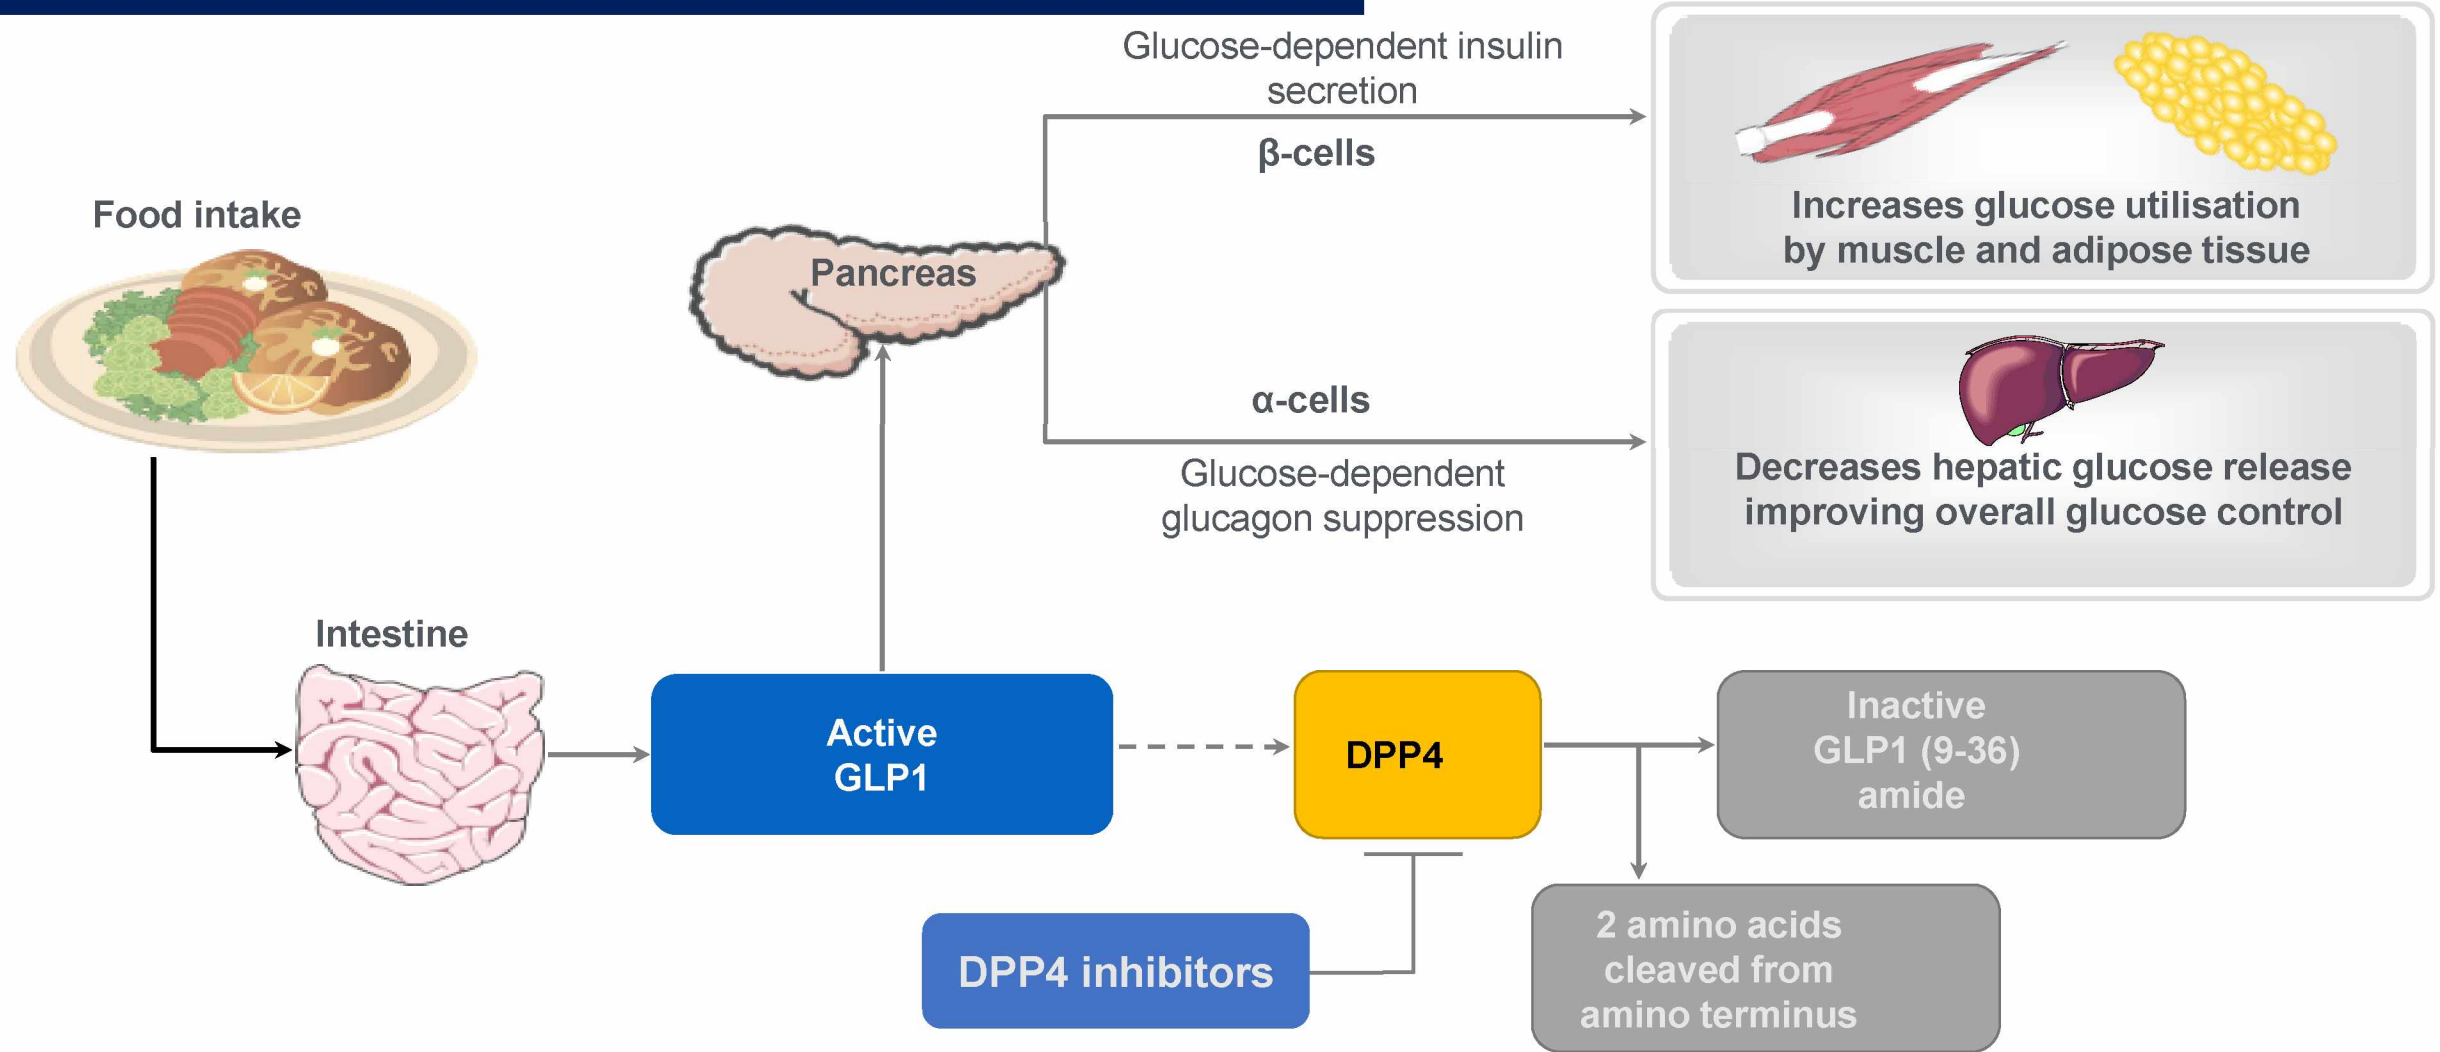 Glucose-dependent insulin
secretion
β-cells
Increases glucose utilisation
by muscle and adipose tissue
Food intake
Pancreas
α-cells
Glucose-dependent
glucagon suppression
Decreases hepatic glucose release
improving overall glucose control
Intestine
Active
GLP1
DPP4
Inactive
GLP1 (9-36)
amide
DPP4 inhibitors
2 amino acids
cleaved from
amino terminus